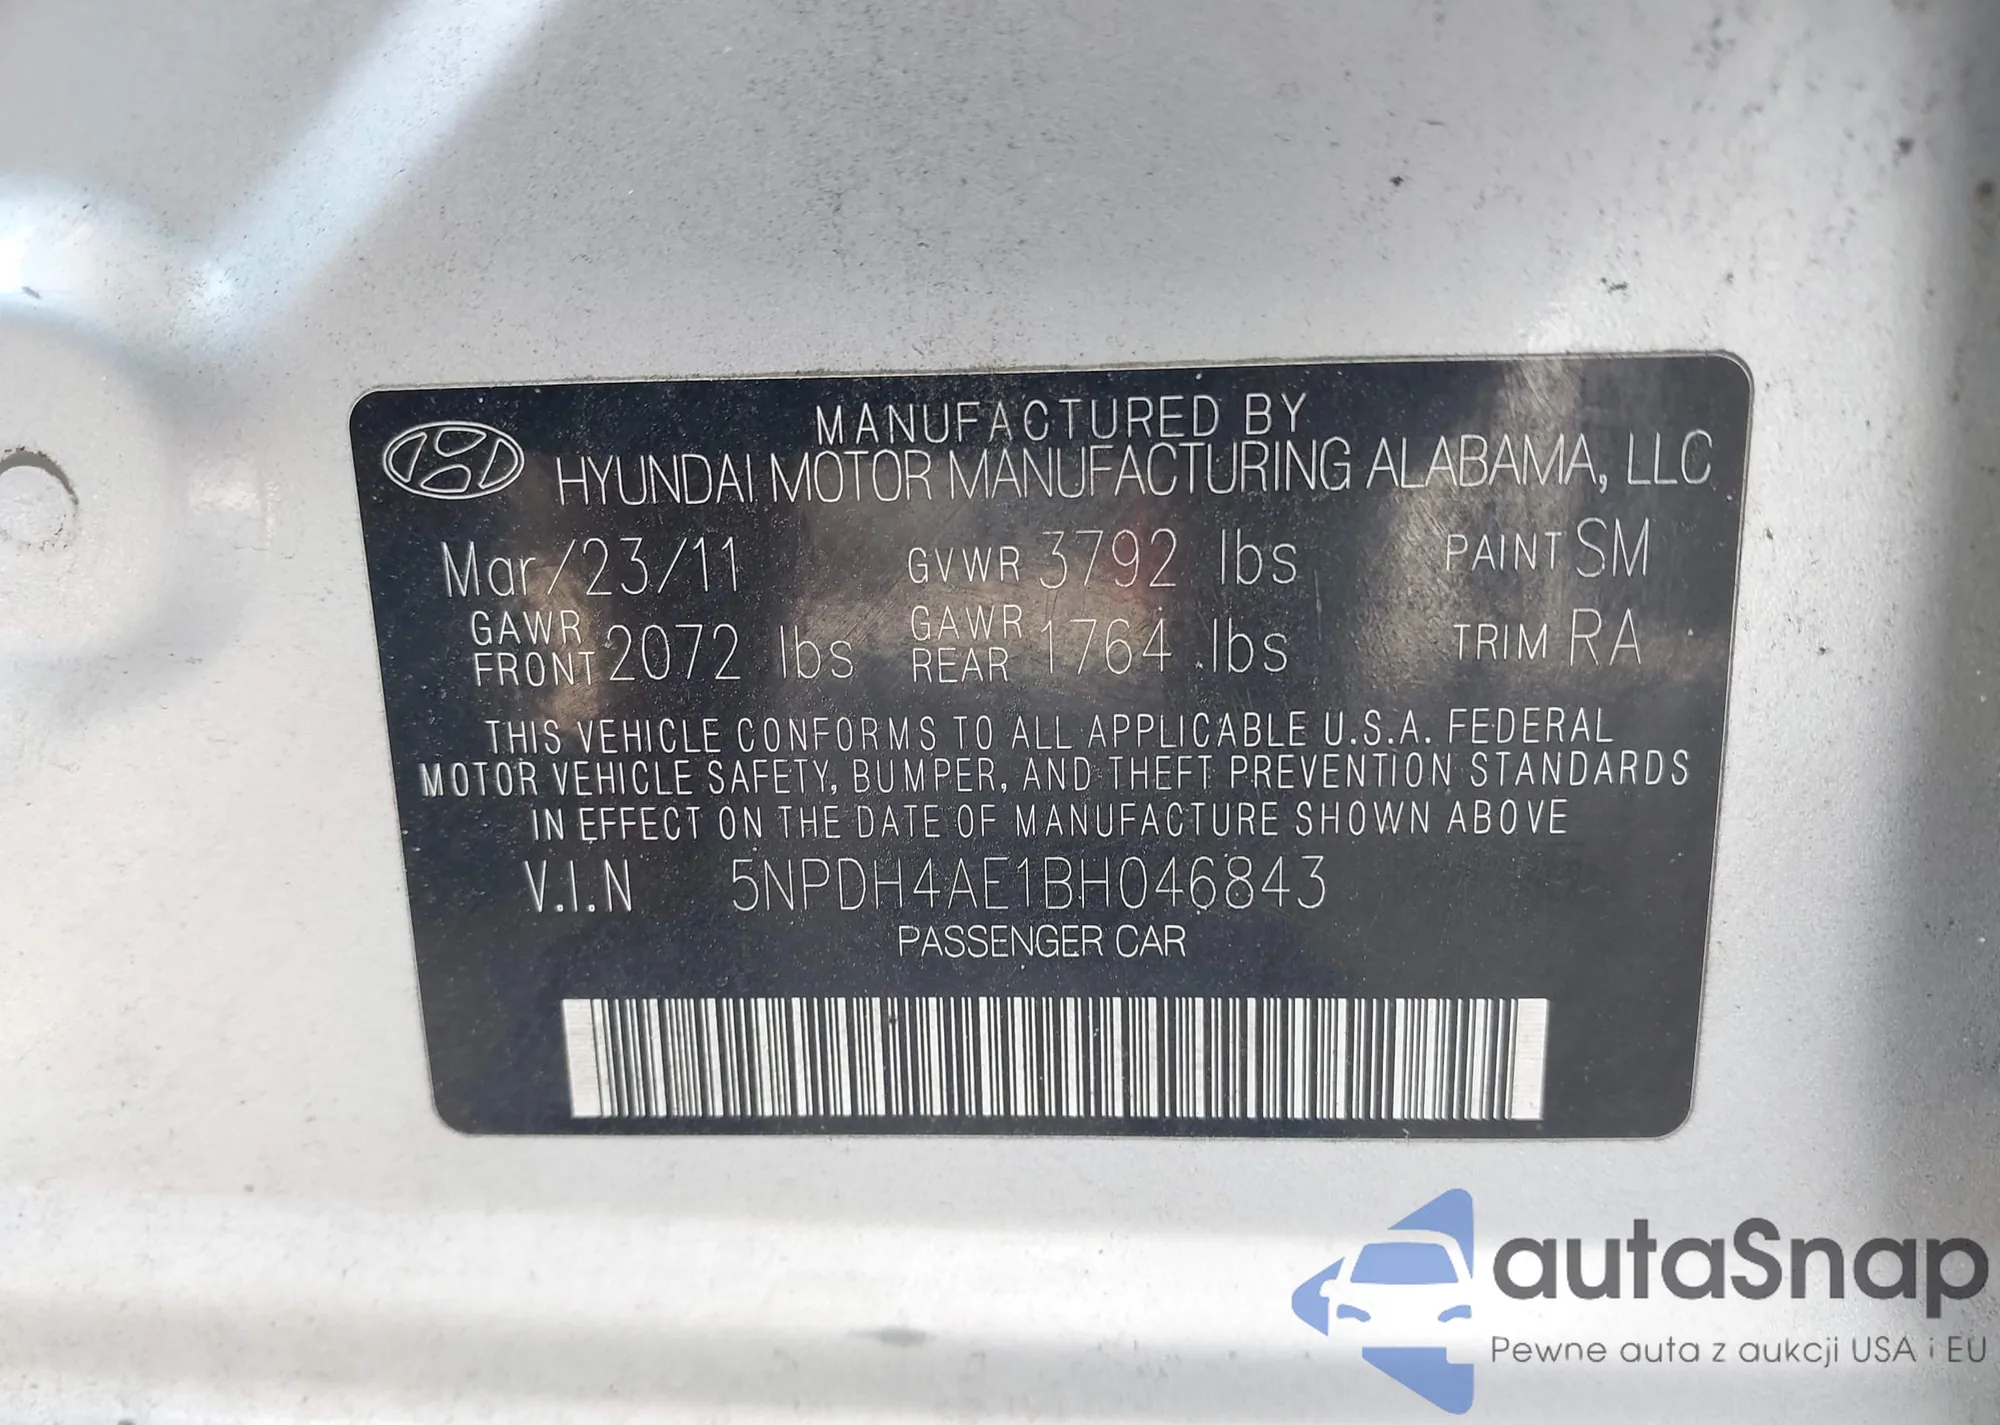 MANUFACTURED BY
HYUNDAI MOTOR MANUFACTURING ALABAMA, LLC
Mar/23/11 GVWR 3792 lbs PAINT SM
GAWR FRONT 2072 lbs GAWR REAR 1764 lbs TRIM RA
THIS VEHICLE CONFORMS TO ALL APPLICABLE U.S.A. FEDERAL
MOTOR VEHICLE SAFETY, BUMPER, AND THEFT PREVENTION STANDARDS
IN EFFECT ON THE DATE OF MANUFACTURE SHOWN ABOVE
V.I.N 5NPDH4AE1BH046843
PASSENGER CAR
autaSnap
Pewne auta z aukcji USA i EU